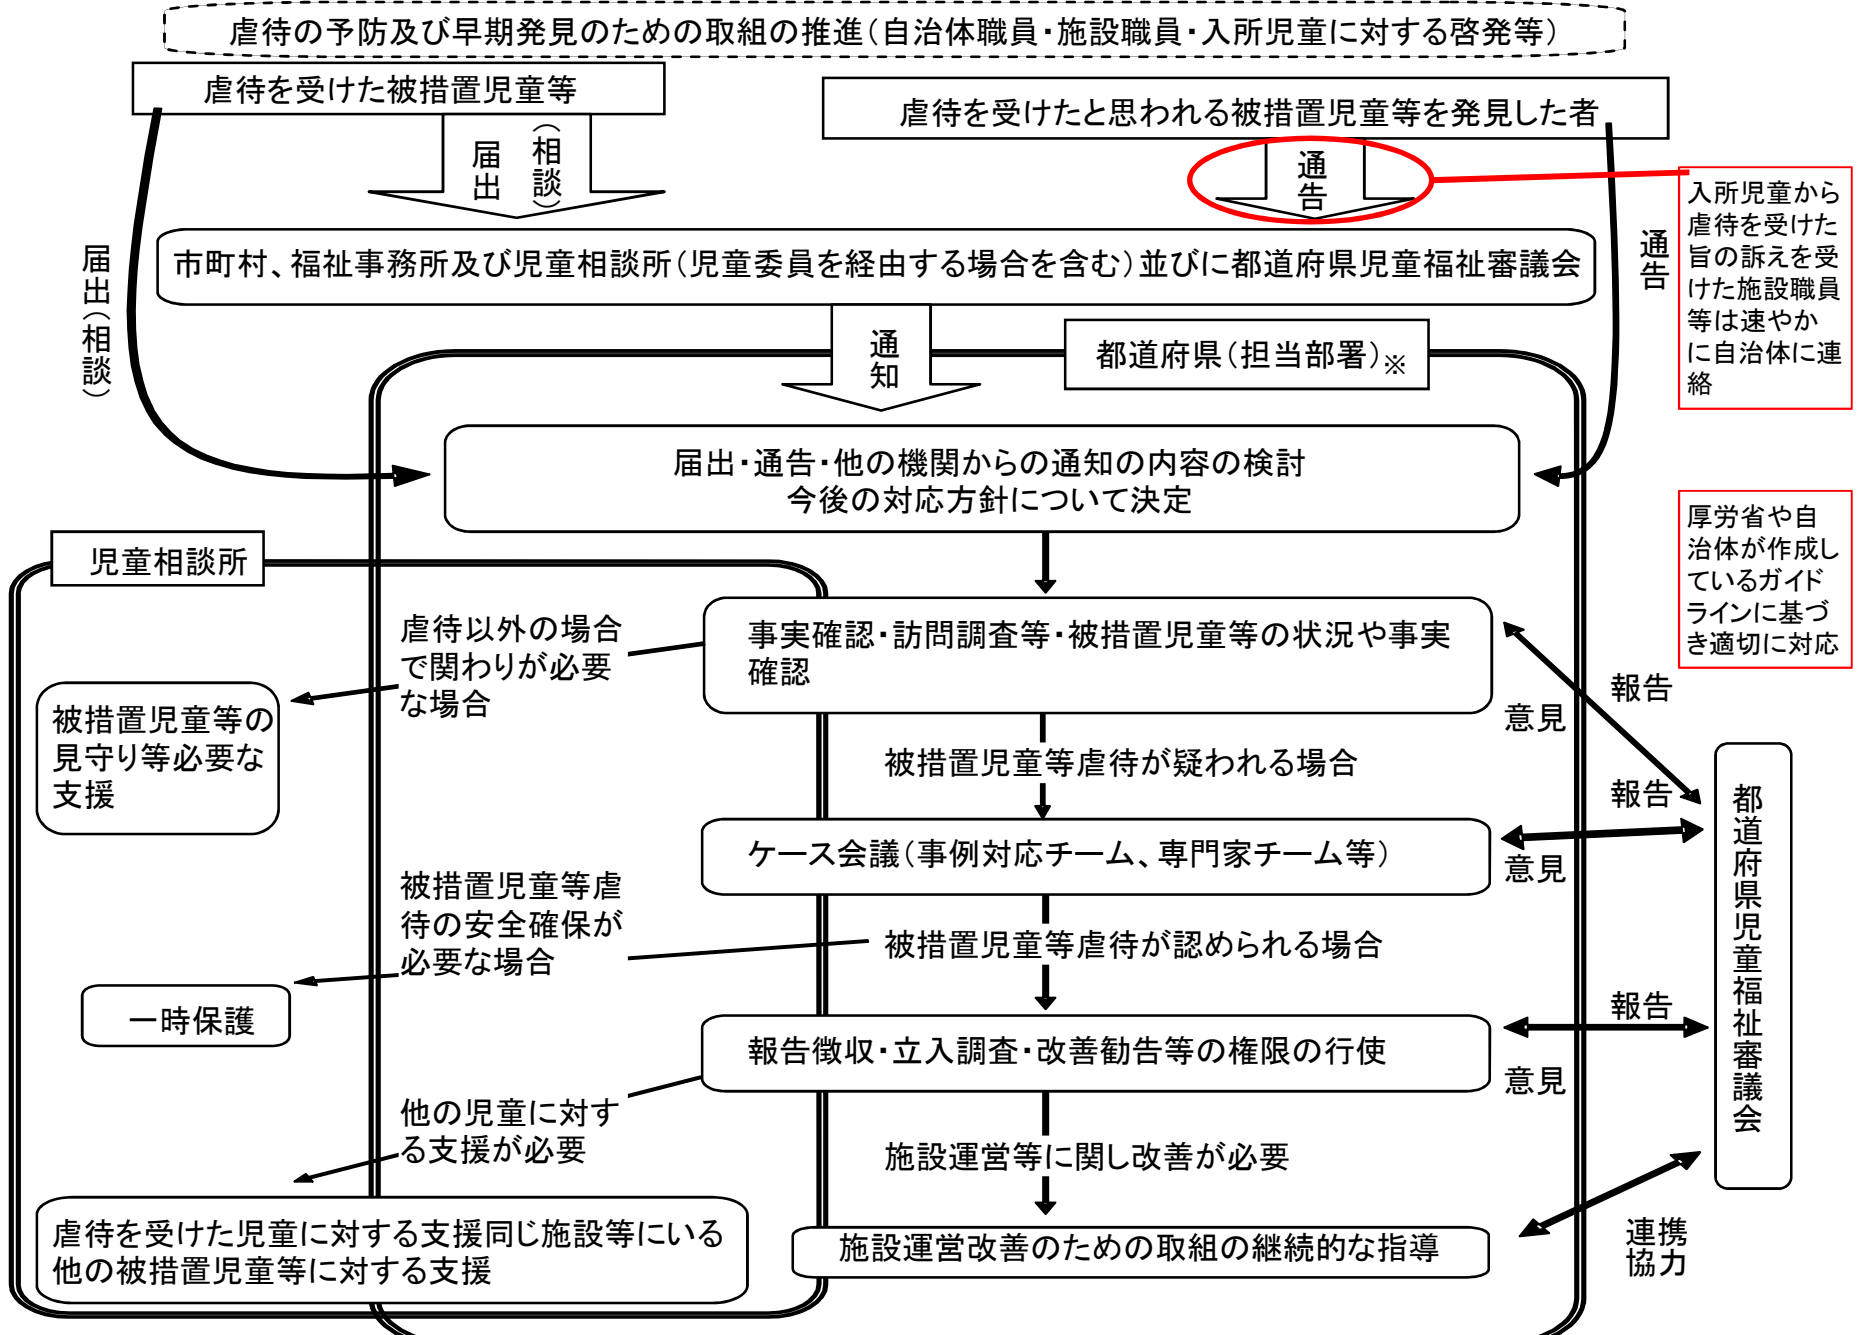 虐待の予防及び早期発見のための取組の推進（自治体職員・施設職員・入所児童に対する啓発等）
虐待を受けた被措置児童等
虐待を受けたと思われる被措置児童等を発見した者
届出
（相談）
通告
入所児童から
虐待を受けた
旨の訴えを受
けた施設職員
等は速やか
に自治体に連
絡
届出（相談）
通告
市町村、福祉事務所及び児童相談所（児童委員を経由する場合を含む）並びに都道府県児童福祉審議会
通知
都道府県（担当部署）※
届出・通告・他の機関からの通知の内容の検討
今後の対応方針について決定
厚労省や自
治体が作成し
ているガイド
ラインに基づ
き適切に対応
児童相談所
虐待以外の場合
で関わりが必要
な場合
事実確認・訪問調査等・被措置児童等の状況や事実
確認
報告
意見
被措置児童等の
見守り等必要な
支援
被措置児童等虐待が疑われる場合
報告
意見
都道府県児童福祉審議会
ケース会議（事例対応チーム、専門家チーム等）
被措置児童等虐
待の安全確保が
必要な場合
被措置児童等虐待が認められる場合
一時保護
報告
意見
報告徴収・立入調査・改善勧告等の権限の行使
他の児童に対す
る支援が必要
施設運営等に関し改善が必要
虐待を受けた児童に対する支援同じ施設等にいる
他の被措置児童等に対する支援
施設運営改善のための取組の継続的な指導
連携
協力